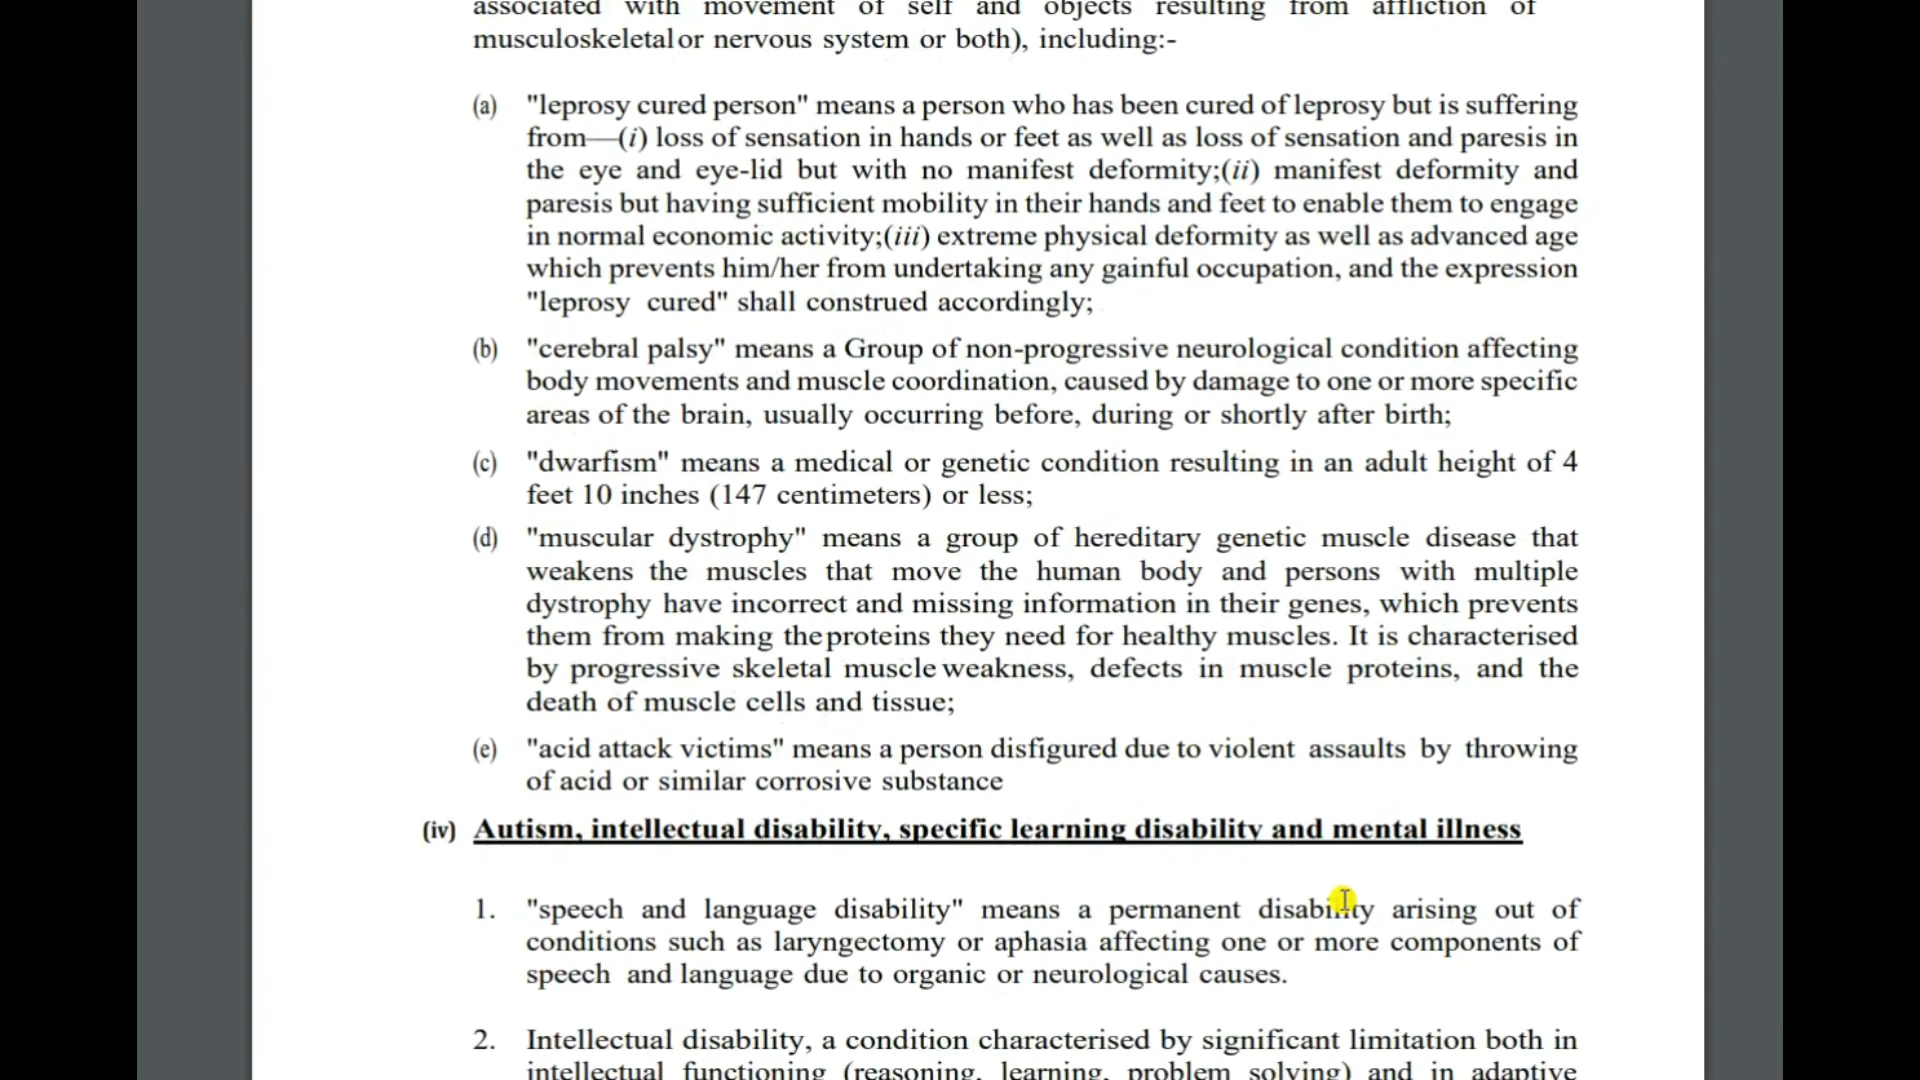 associated with movement of self and objects resulting from affliction of
musculoskeletal or nervous system or both), including:-
(a) "leprosy cured person" means a person who has been cured of leprosy but is suffering
from—(i) loss of sensation in hands or feet as well as loss of sensation and paresis in
the eye and eye-lid but with no manifest deformity;(ii) manifest deformity and
paresis but having sufficient mobility in their hands and feet to enable them to engage
in normal economic activity;(iii) extreme physical deformity as well as advanced age
which prevents him/her from undertaking any gainful occupation, and the expression
"leprosy cured" shall construed accordingly;
(b) "cerebral palsy" means a Group of non-progressive neurological condition affecting
body movements and muscle coordination, caused by damage to one or more specific
areas of the brain, usually occurring before, during or shortly after birth;
(c) "dwarfism" means a medical or genetic condition resulting in an adult height of 4
feet 10 inches (147 centimeters) or less;
(d) "muscular dystrophy" means a group of hereditary genetic muscle disease that
weakens the muscles that move the human body and persons with multiple
dystrophy have incorrect and missing information in their genes, which prevents
them from making the proteins they need for healthy muscles. It is characterised
by progressive skeletal muscle weakness, defects in muscle proteins, and the
death of muscle cells and tissue;
(e) "acid attack victims" means a person disfigured due to violent assaults by throwing
of acid or similar corrosive substance
(iv) Autism, intellectual disability, specific learning disability and mental illness
1. "speech and language disability" means a permanent disability arising out of
conditions such as laryngectomy or aphasia affecting one or more components of
speech and language due to organic or neurological causes.
2. Intellectual disability, a condition characterised by significant limitation both in
intellectual functioning (reasoning, learning, problem solving) and in adaptive